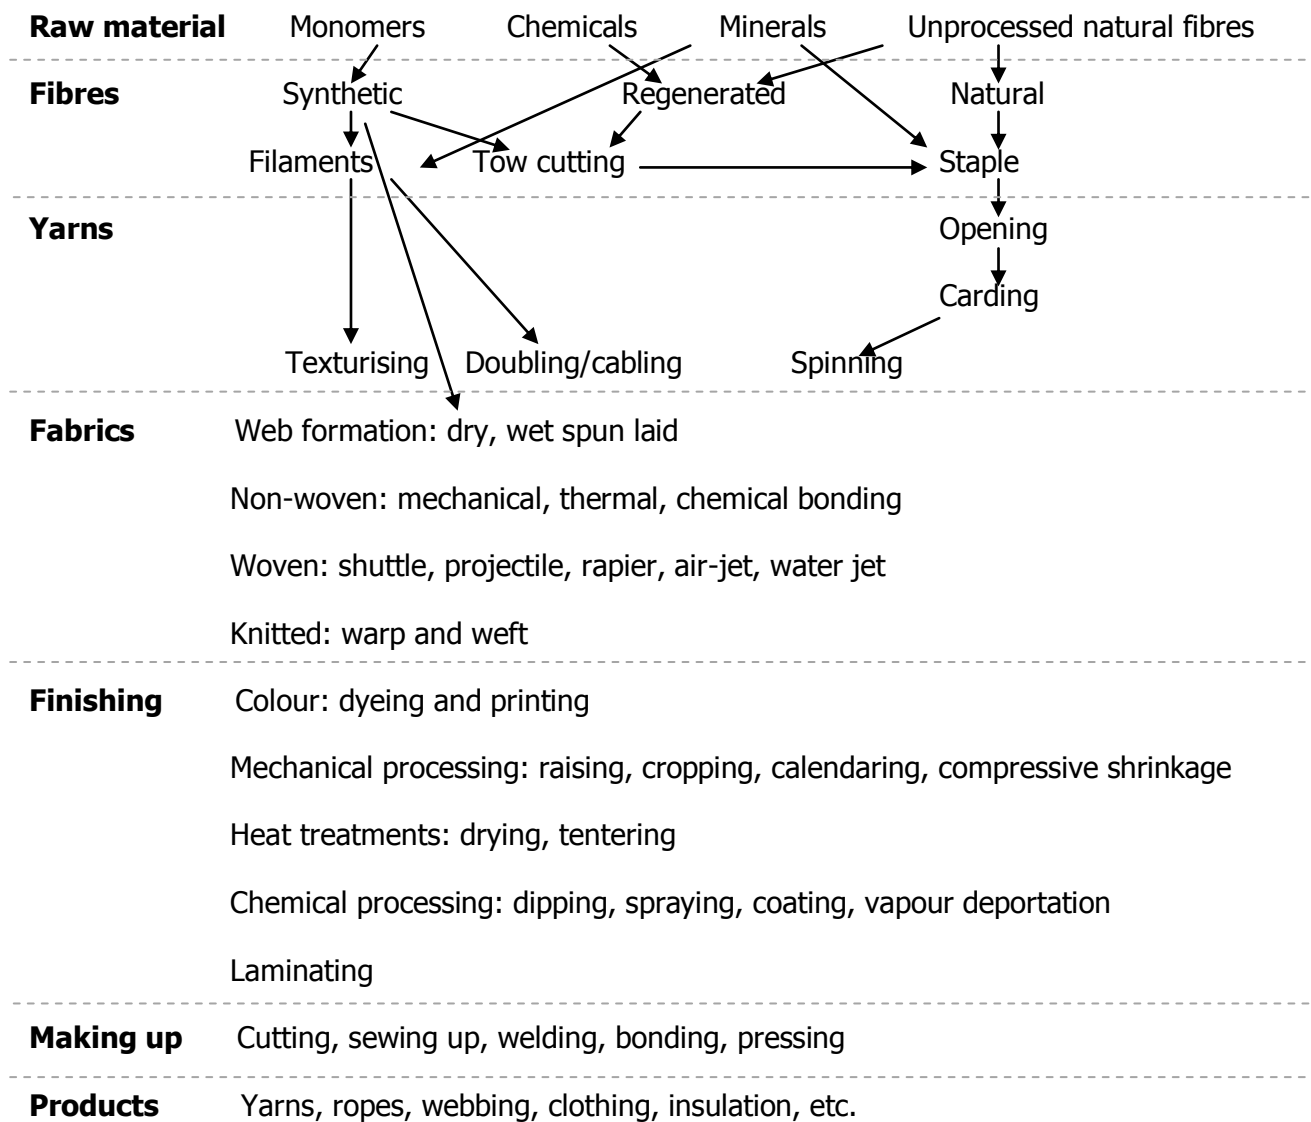 Raw material Monomers Chemicals Minerals Unprocessed natural fibres
Fibres Synthetic Regenerated Natural
Filaments Tow cutting Staple
Yarns Opening
Carding
Texturising Doubling/cabling Spinning
Fabrics Web formation: dry, wet spun laid
Non-woven: mechanical, thermal, chemical bonding
Woven: shuttle, projectile, rapier, air-jet, water jet
Knitted: warp and weft
Finishing Colour: dyeing and printing
Mechanical processing: raising, cropping, calendaring, compressive shrinkage
Heat treatments: drying, tentering
Chemical processing: dipping, spraying, coating, vapour deportation
Laminating
Making up Cutting, sewing up, welding, bonding, pressing
Products Yarns, ropes, webbing, clothing, insulation, etc.